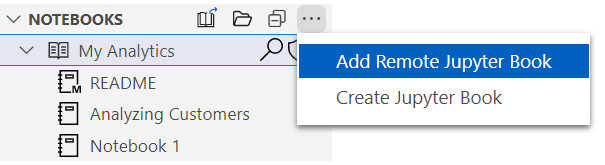 NOTEBOOKS
My Analytics
Add Remote Jupyter Book
M README
Create Jupyter Book
Analyzing Customers
Notebook 1